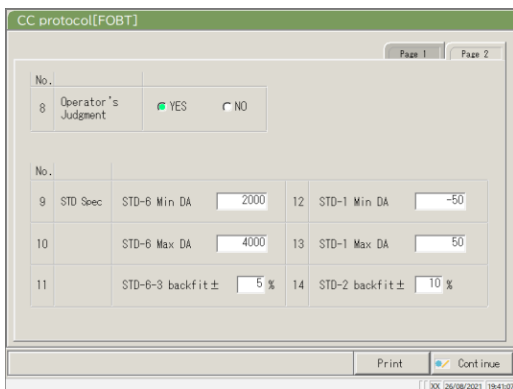 CC protocol[FOBT]
Page 1 Page 2
No.
8 Operator's Judgment YES NO
No.
9 STD Spec STD-6 Min DA 2000 12 STD-1 Min DA -50
10 STD-6 Max DA 4000 13 STD-1 Max DA 50
11 STD-6-3 backfit± 5 % 14 STD-2 backfit± 10 %
Print Continue
XX 26/08/2021 19:41:07